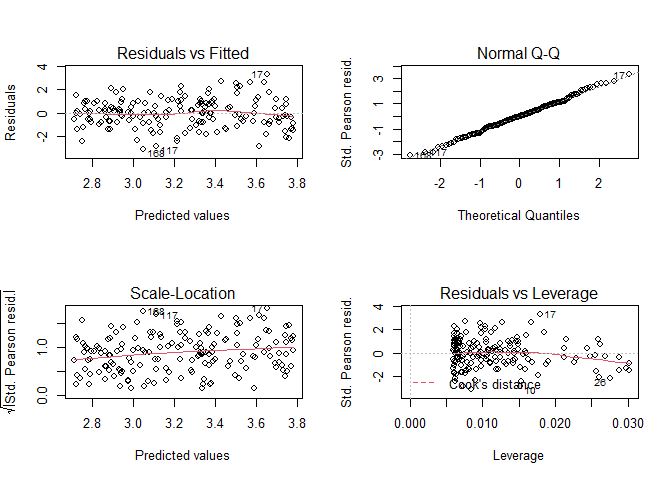 Residuals vs Fitted
Residuals
-2 0 2 4
17
168 117
2.8 3.0 3.2 3.4 3.6 3.8
Predicted values
Normal Q-Q
Std. Pearson resid.
-3 -1 1 3
17
117
-2 -1 0 1 2
Theoretical Quantiles
Scale-Location
√|Std. Pearson resid.|
0.0 1.0
168 117
17
2.8 3.0 3.2 3.4 3.6 3.8
Predicted values
Residuals vs Leverage
Std. Pearson resid.
-2 0 2 4
17
Cook's distance
0.000 0.010 0.020 0.030
Leverage